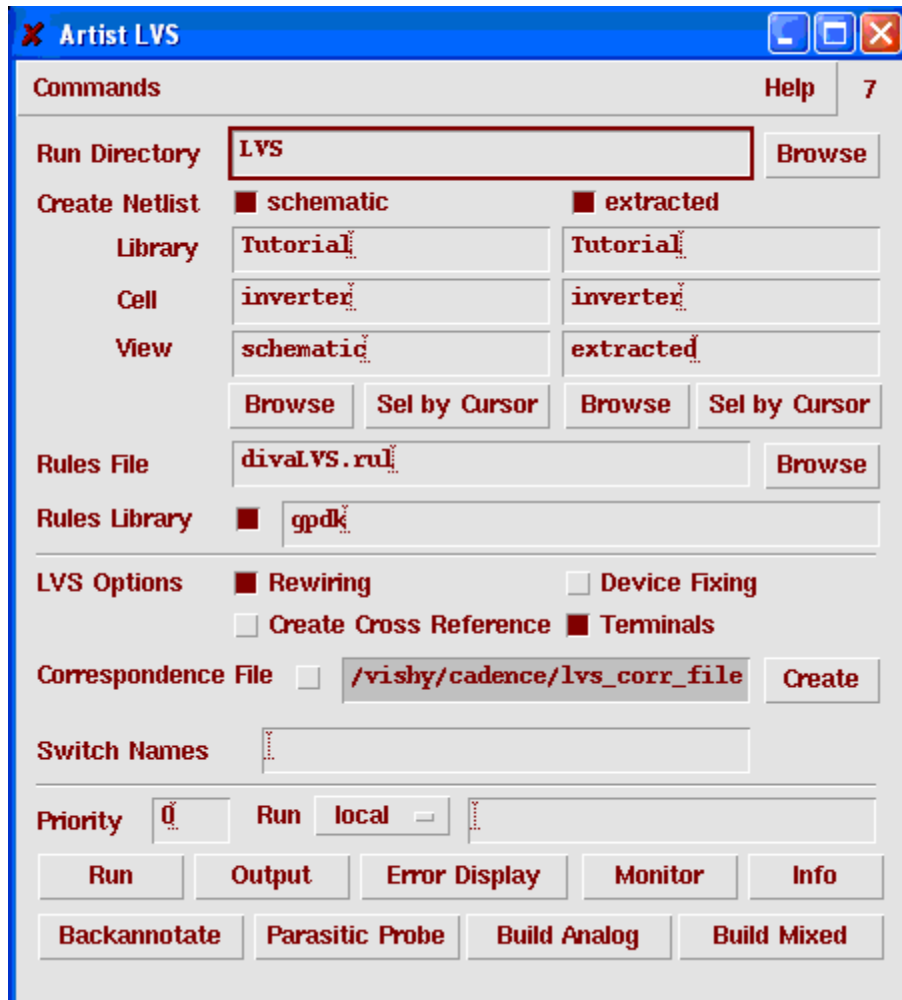 Artist LVS
Commands Help 7
Run Directory LVS Browse
Create Netlist schematic extracted
Library Tutorial Tutorial
Cell inverter inverter
View schematic extracted
Browse Sel by Cursor Browse Sel by Cursor
Rules File divaLVS.rul Browse
Rules Library gpdk
LVS Options Rewiring Device Fixing
Create Cross Reference Terminals
Correspondence File /vishy/cadence/lvs_corr_file Create
Switch Names
Priority 0 Run local
Run Output Error Display Monitor Info
Backannotate Parasitic Probe Build Analog Build Mixed